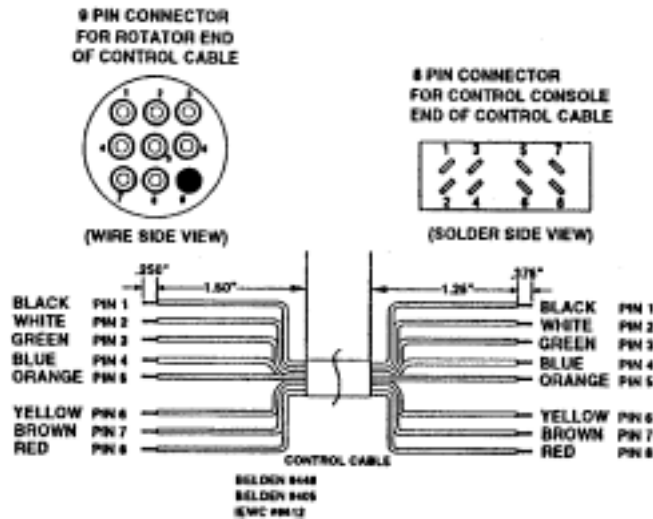 9 PIN CONNECTOR
FOR ROTATOR END
OF CONTROL CABLE
1 2 3
4 5 6
7 8 9
(WIRE SIDE VIEW)
8 PIN CONNECTOR
FOR CONTROL CONSOLE
END OF CONTROL CABLE
1 3 5 7
2 4 6 8
(SOLDER SIDE VIEW)
.250" 1.50"
BLACK PIN 1
WHITE PIN 2
GREEN PIN 3
BLUE PIN 4
ORANGE PIN 5
YELLOW PIN 6
BROWN PIN 7
RED PIN 8
1.25" .375"
BLACK PIN 1
WHITE PIN 2
GREEN PIN 3
BLUE PIN 4
ORANGE PIN 5
YELLOW PIN 6
BROWN PIN 7
RED PIN 8
CONTROL CABLE
BELDEN
BELDEN
IEWC